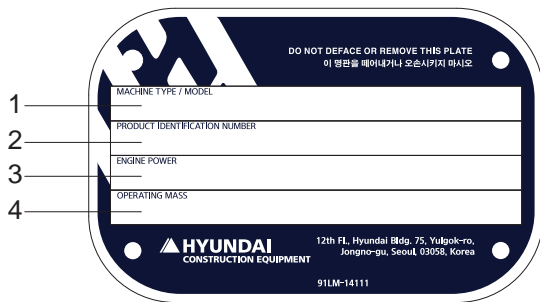 DO NOT DEFACE OR REMOVE THIS PLATE
이 명판을 떼어내거나 오손시키지 마시오
1
MACHINE TYPE / MODEL
2
PRODUCT IDENTIFICATION NUMBER
3
ENGINE POWER
4
OPERATING MASS
HYUNDAI
CONSTRUCTION EQUIPMENT
12th Fl., Hyundai Bldg. 75, Yulgok-ro,
Jongno-gu, Seoul, 03058, Korea
91LM-14111